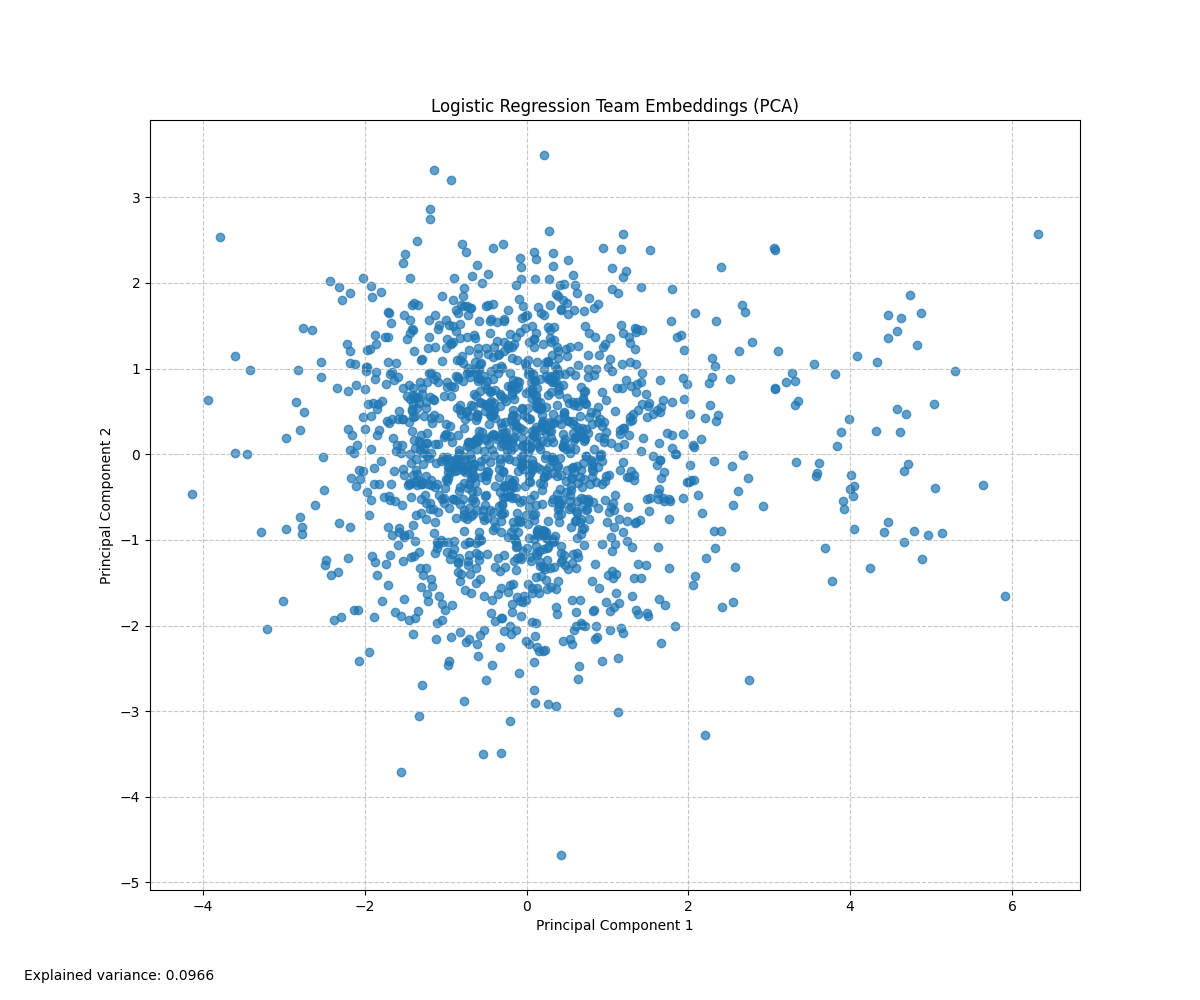 Logistic Regression Team Embeddings (PCA)
3
2
1
0
−1
−2
−3
−4
−5
Principal Component 2
−4 −2 0 2 4 6
Principal Component 1
Explained variance: 0.0966